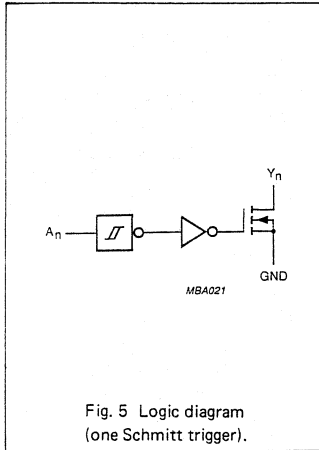 Yn
An
GND
MBA021
Fig. 5 Logic diagram
(one Schmitt trigger).